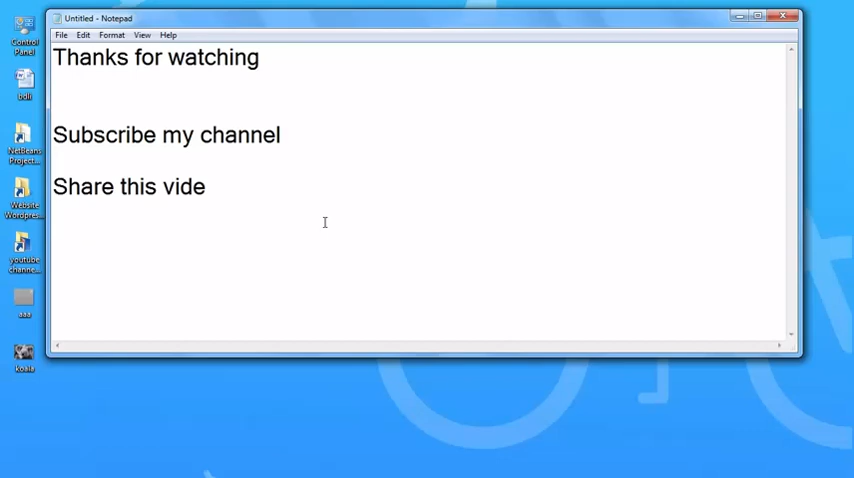 Untitled - Notepad
File Edit Format View Help
Thanks for watching
Subscribe my channel
Share this vide
Control
Panel
bdli
NetBeans
Project...
Website
Wordpres...
youtube
channe...
aaa
koala